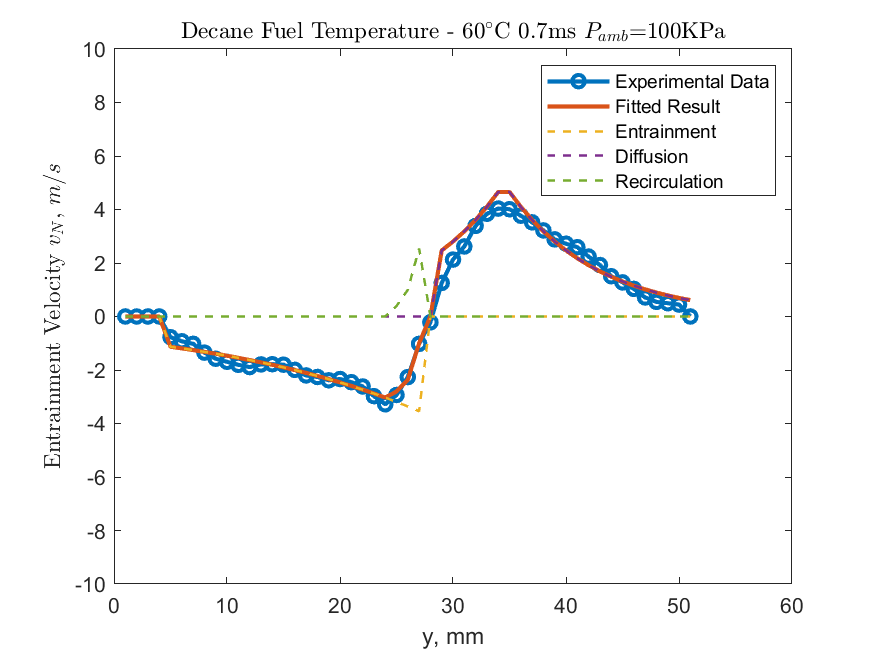 Decane Fuel Temperature - 60°C 0.7ms P_amb=100KPa
Experimental Data
Fitted Result
Entrainment
Diffusion
Recirculation
Entrainment Velocity v_N, m/s
10
8
6
4
2
0
-2
-4
-6
-8
-10
0 10 20 30 40 50 60
y, mm